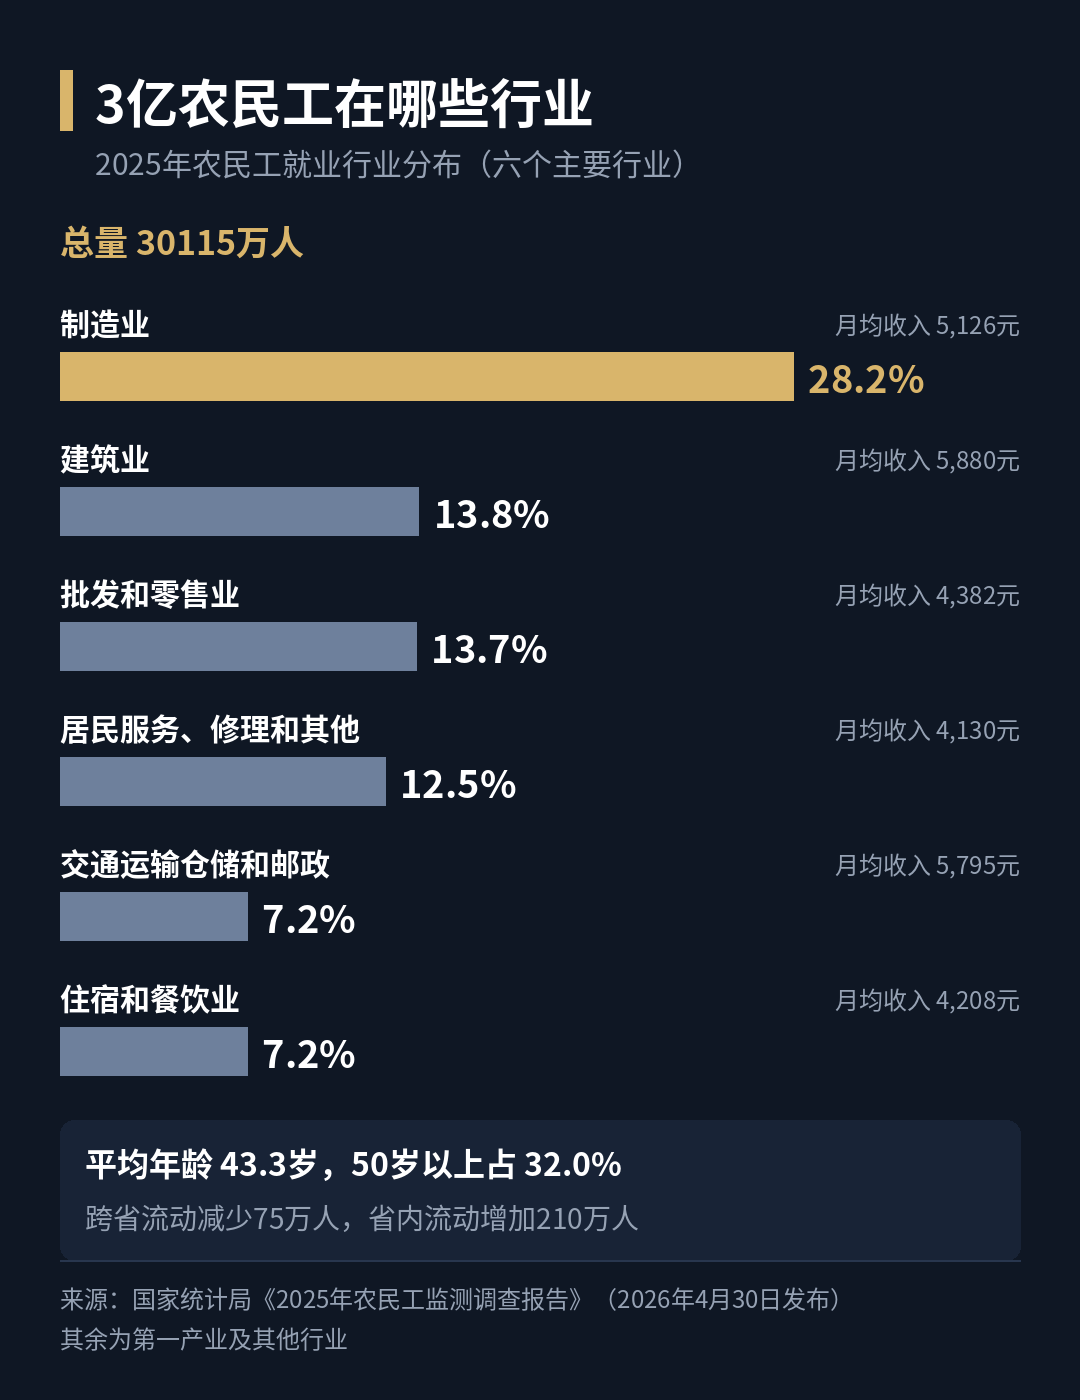 3亿农民工在哪些行业
2025年农民工就业行业分布（六个主要行业）
总量 30115万人
制造业 月均收入 5,126元
28.2%
建筑业 月均收入 5,880元
13.8%
批发和零售业 月均收入 4,382元
13.7%
居民服务、修理和其他 月均收入 4,130元
12.5%
交通运输仓储和邮政 月均收入 5,795元
7.2%
住宿和餐饮业 月均收入 4,208元
7.2%
平均年龄 43.3岁，50岁以上占 32.0%
跨省流动减少75万人，省内流动增加210万人
来源：国家统计局《2025年农民工监测调查报告》（2026年4月30日发布）
其余为第一产业及其他行业